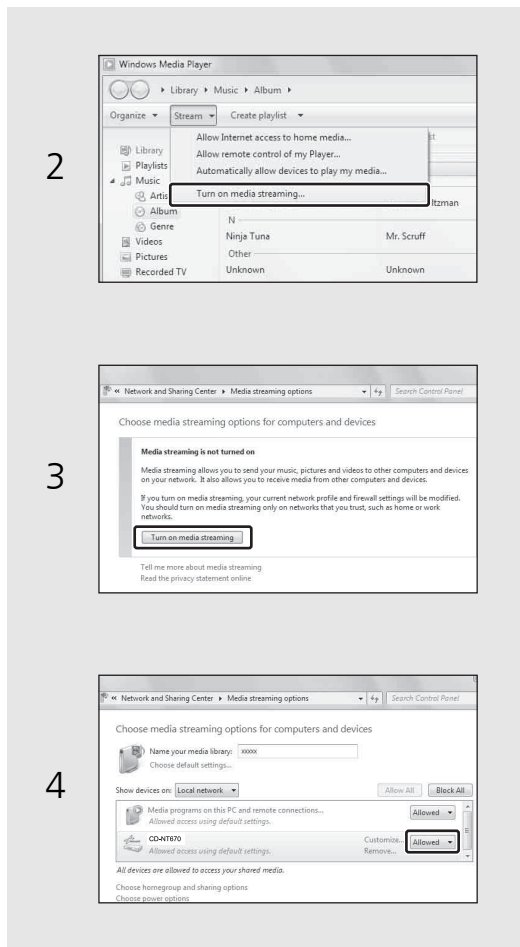 2
Windows Media Player
Library Music Album
Organize Stream Create playlist
Allow Internet access to home media...
Allow remote control of my Player...
Automatically allow devices to play my media...
Turn on media streaming...
Library
Playlists
Music
Artis
Album
Genre
Videos
Pictures
Recorded TV
st
ltzman
N
Ninja Tuna Mr. Scruff
Other
Unknown Unknown
3
« Network and Sharing Center Media streaming options Search Control Panel
Choose media streaming options for computers and devices
Media streaming is not turned on
Media streaming allows you to send your music, pictures and videos to other computers and devices
on your network. It also allows you to receive media from other computers and devices.
If you turn on media streaming, your current network profile and firewall settings will be modified.
You should turn on media streaming only on networks that you trust, such as home or work
networks.
Turn on media streaming
Tell me more about media streaming
Read the privacy statement online
4
« Network and Sharing Center Media streaming options Search Control Panel
Choose media streaming options for computers and devices
Name your media library: xxxxx
Choose default settings...
Show devices on: Local network Allow All Block All
Media programs on this PC and remote connections... Allowed
Allowed access using default settings.
CD-NT670 Customize... Allowed
Allowed access using default settings. Remove...
All devices are allowed to access your shared media.
Choose homegroup and sharing options
Choose power options